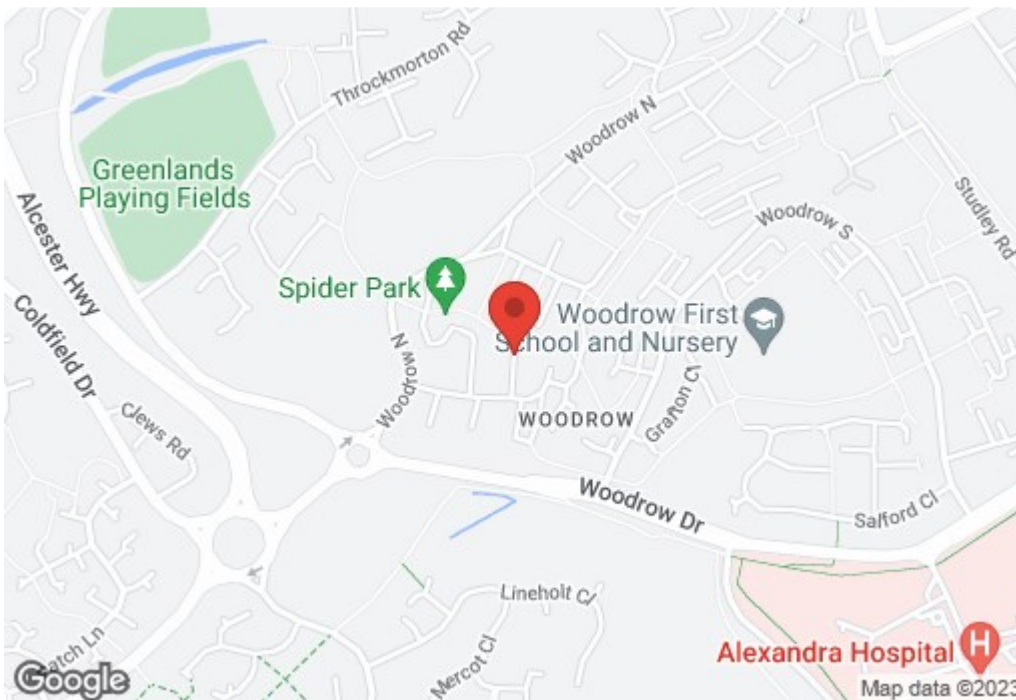 Throckmorton Rd
Woodrow N
Greenlands
Playing Fields
Alcester Hwy
Woodrow S
Studley Rd
Spider Park
Coldfield Dr
Woodrow First
School and Nursery
Woodrow N
Grafton Cl
Clews Rd
WOODROW
Woodrow Dr
Salford Cl
Lineholt Cl
Mercot Cl
atch Ln
Alexandra Hospital
H
Google
Map data ©2023